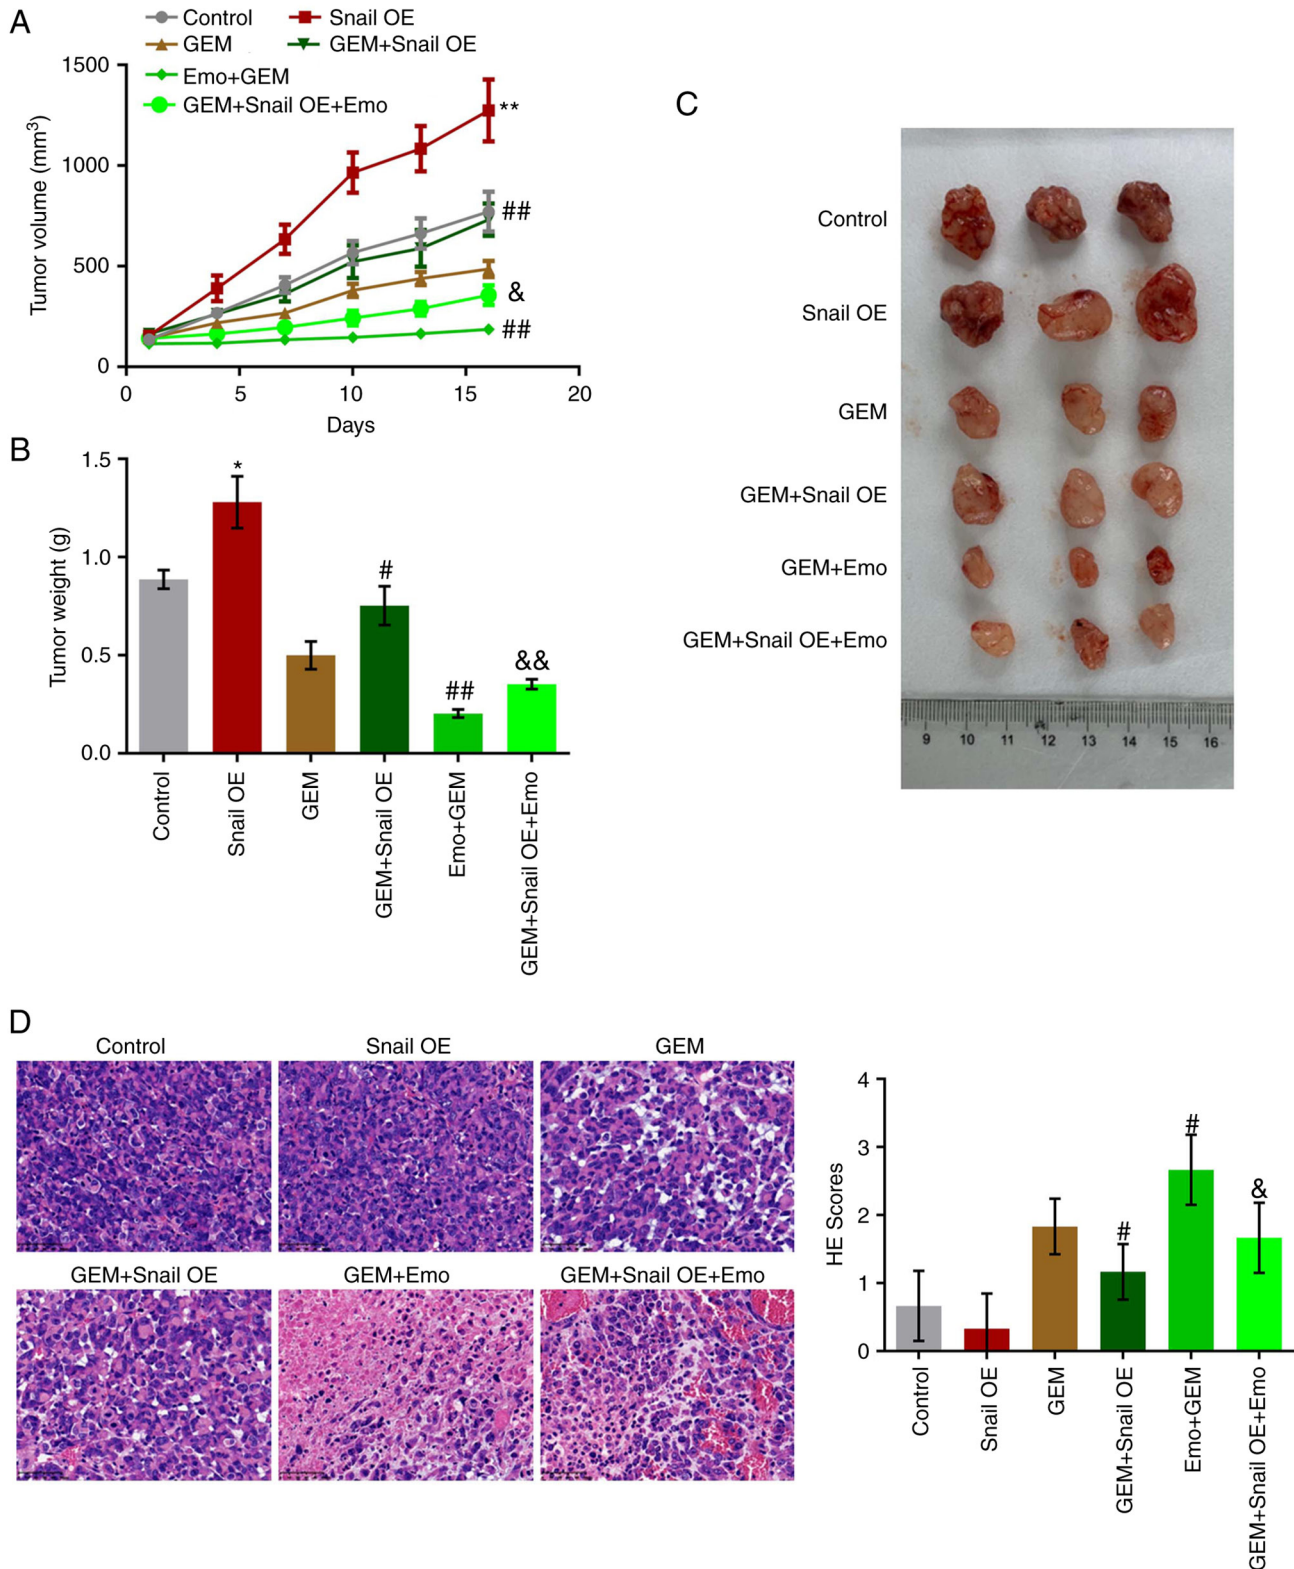 A
Control
Snail OE
GEM
GEM+Snail OE
Emo+GEM
GEM+Snail OE+Emo
Tumor volume (mm³)
1500
1000
500
0
**
##
&
##
0 5 10 15 20
Days
B
Tumor weight (g)
1.5
1.0
0.5
0.0
*
#
##
&&
Control
Snail OE
GEM
GEM+Snail OE
Emo+GEM
GEM+Snail OE+Emo
C
Control
Snail OE
GEM
GEM+Snail OE
GEM+Emo
GEM+Snail OE+Emo
9 10 11 12 13 14 15 16
D
Control
Snail OE
GEM
GEM+Snail OE
GEM+Emo
GEM+Snail OE+Emo
HE Scores
4
3
2
1
0
#
#
&
Control
Snail OE
GEM
GEM+Snail OE
Emo+GEM
GEM+Snail OE+Emo